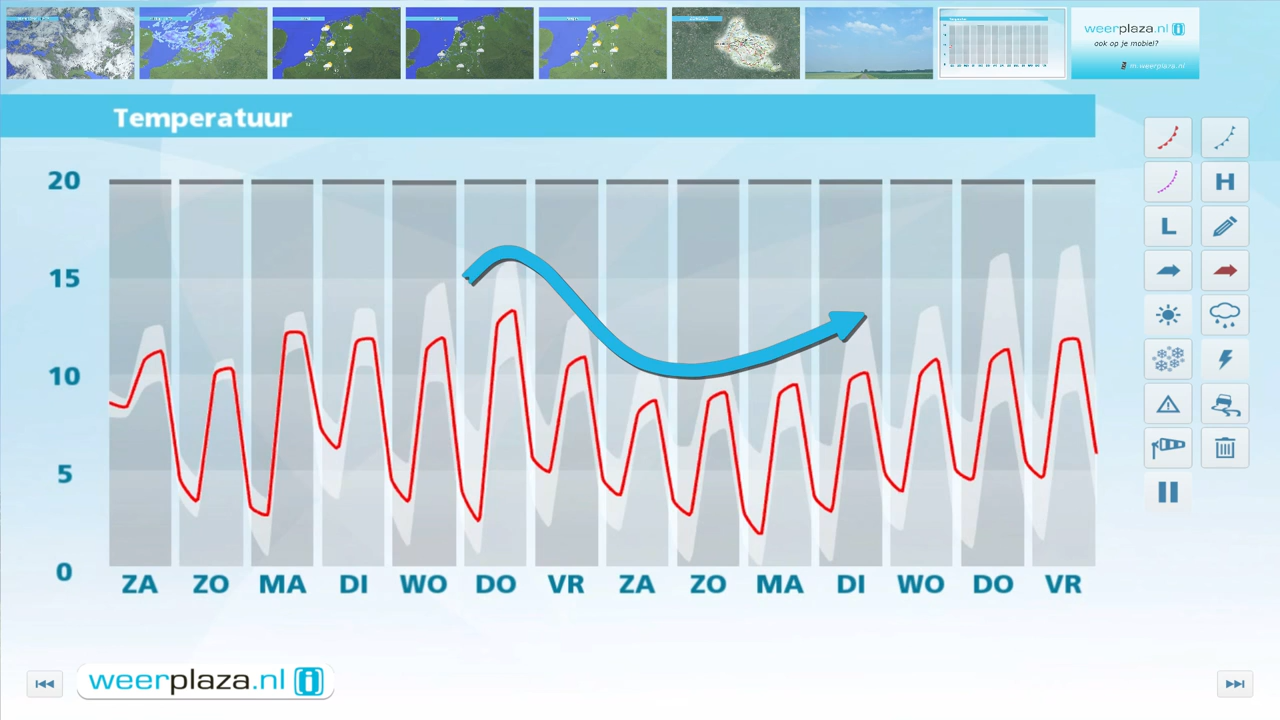 weerplaza.nl
ook op je mobiel?
m.weerplaza.nl
Temperatuur
20
15
10
5
0
ZA ZO MA DI WO DO VR ZA ZO MA DI WO DO VR
H
L
weerplaza.nl